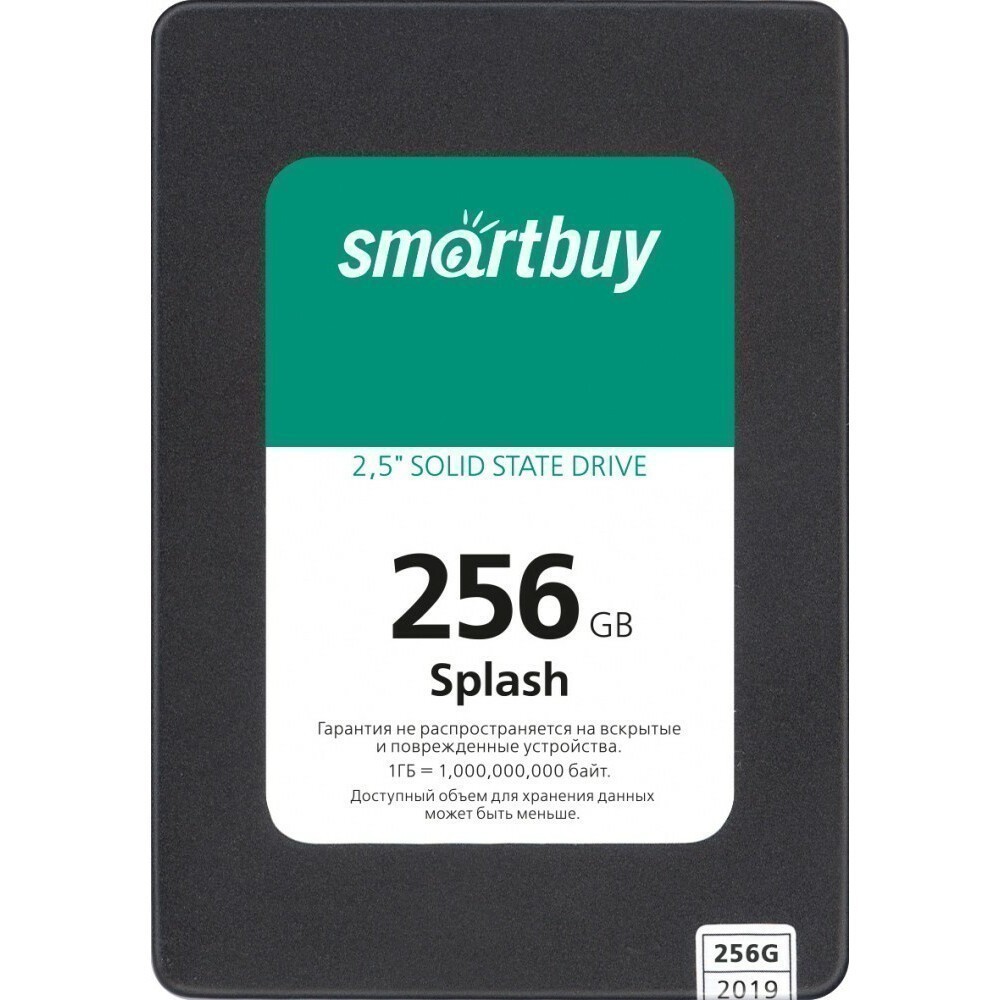 smartbuy
2,5" SOLID STATE DRIVE
256 GB
Splash
Гарантия не распространяется на вскрытые
и поврежденные устройства.
1ГБ = 1,000,000,000 байт.
Доступный объем для хранения данных
может быть меньше.
256G
2019